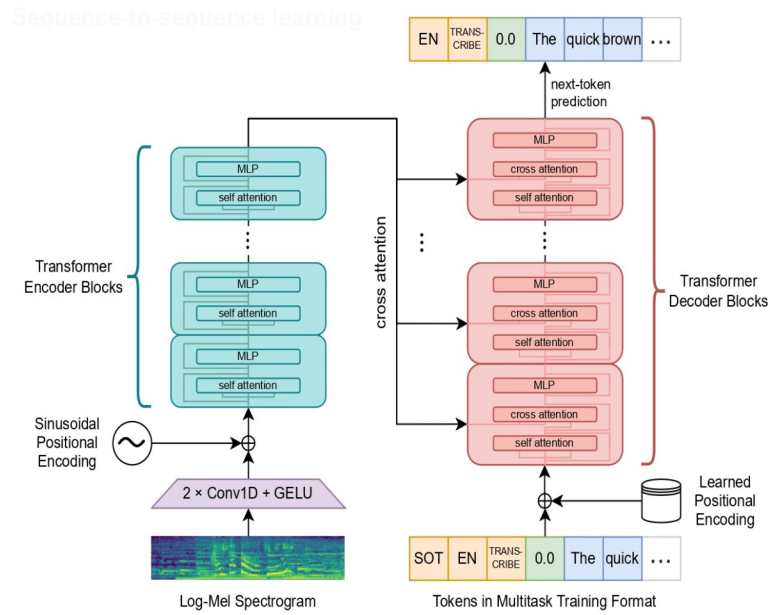 Sequence-to-sequence learning
EN
TRANS-
CRIBE
0.0
The
quick
brown
...
next-token
prediction
MLP
self attention
MLP
self attention
MLP
self attention
Transformer
Encoder Blocks
cross attention
MLP
cross attention
self attention
MLP
cross attention
self attention
MLP
cross attention
self attention
Transformer
Decoder Blocks
Sinusoidal
Positional
Encoding
2 × Conv1D + GELU
Learned
Positional
Encoding
SOT
EN
TRANS-
CRIBE
0.0
The
quick
...
Log-Mel Spectrogram
Tokens in Multitask Training Format